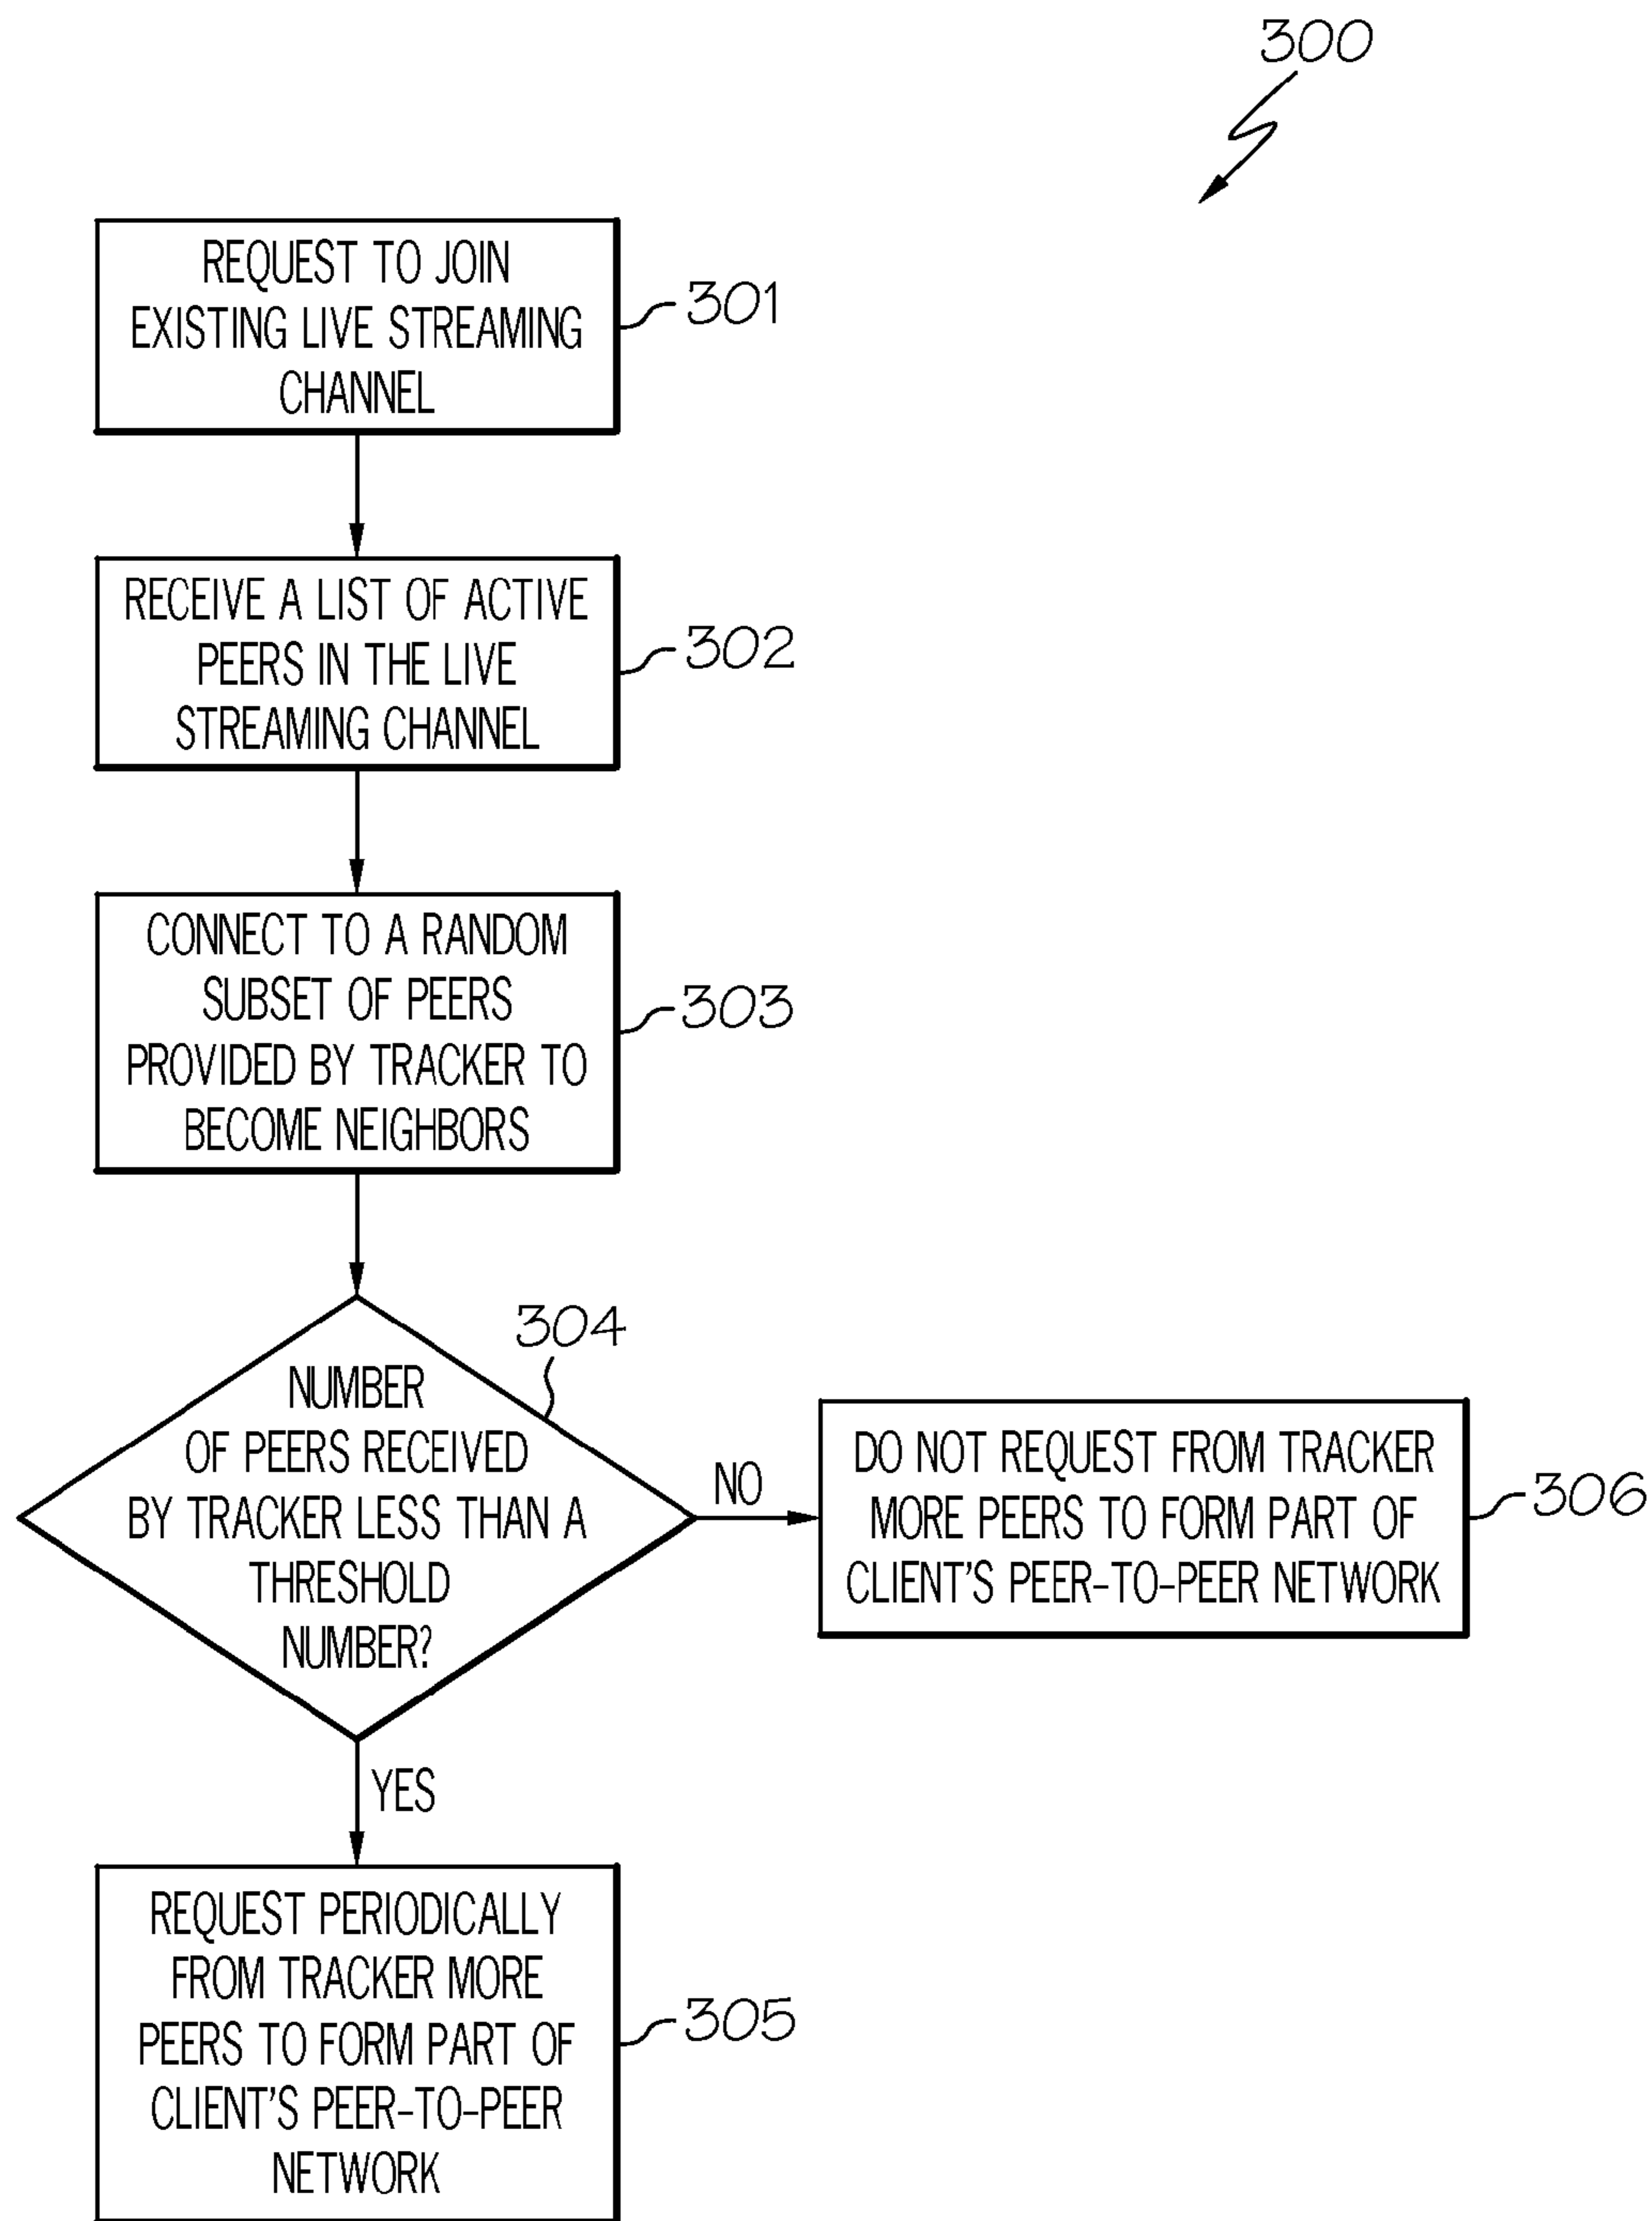 300
REQUEST TO JOIN
EXISTING LIVE STREAMING
CHANNEL
301
RECEIVE A LIST OF ACTIVE
PEERS IN THE LIVE
STREAMING CHANNEL
302
CONNECT TO A RANDOM
SUBSET OF PEERS
PROVIDED BY TRACKER TO
BECOME NEIGHBORS
303
304
NUMBER
OF PEERS RECEIVED
BY TRACKER LESS THAN A
THRESHOLD
NUMBER?
NO
DO NOT REQUEST FROM TRACKER
MORE PEERS TO FORM PART OF
CLIENT'S PEER-TO-PEER NETWORK
306
YES
REQUEST PERIODICALLY
FROM TRACKER MORE
PEERS TO FORM PART OF
CLIENT'S PEER-TO-PEER
NETWORK
305